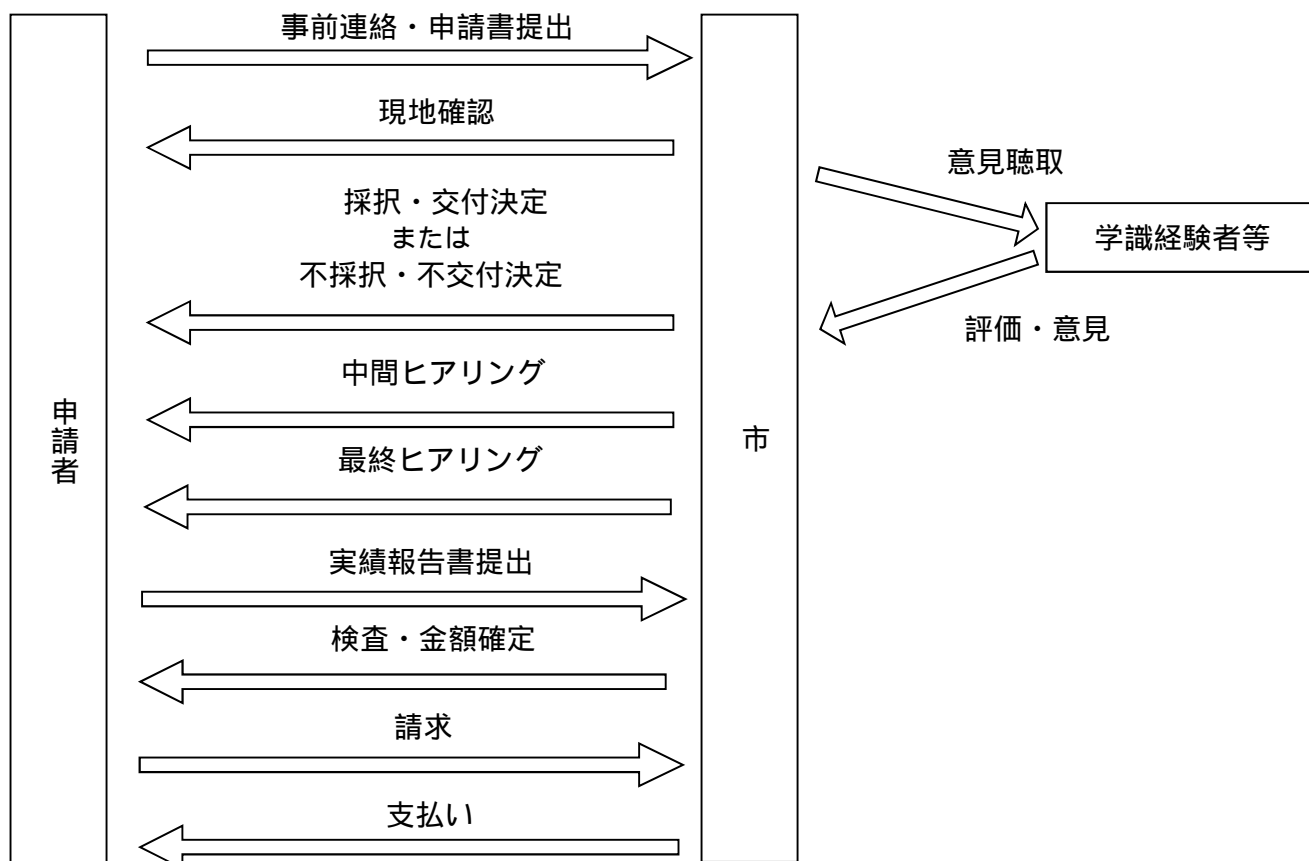 事前連絡・申請書提出
現地確認
意見聴取
採択・交付決定
または
不採択・不交付決定
学識経験者等
評価・意見
中間ヒアリング
申請者
市
最終ヒアリング
実績報告書提出
検査・金額確定
請求
支払い